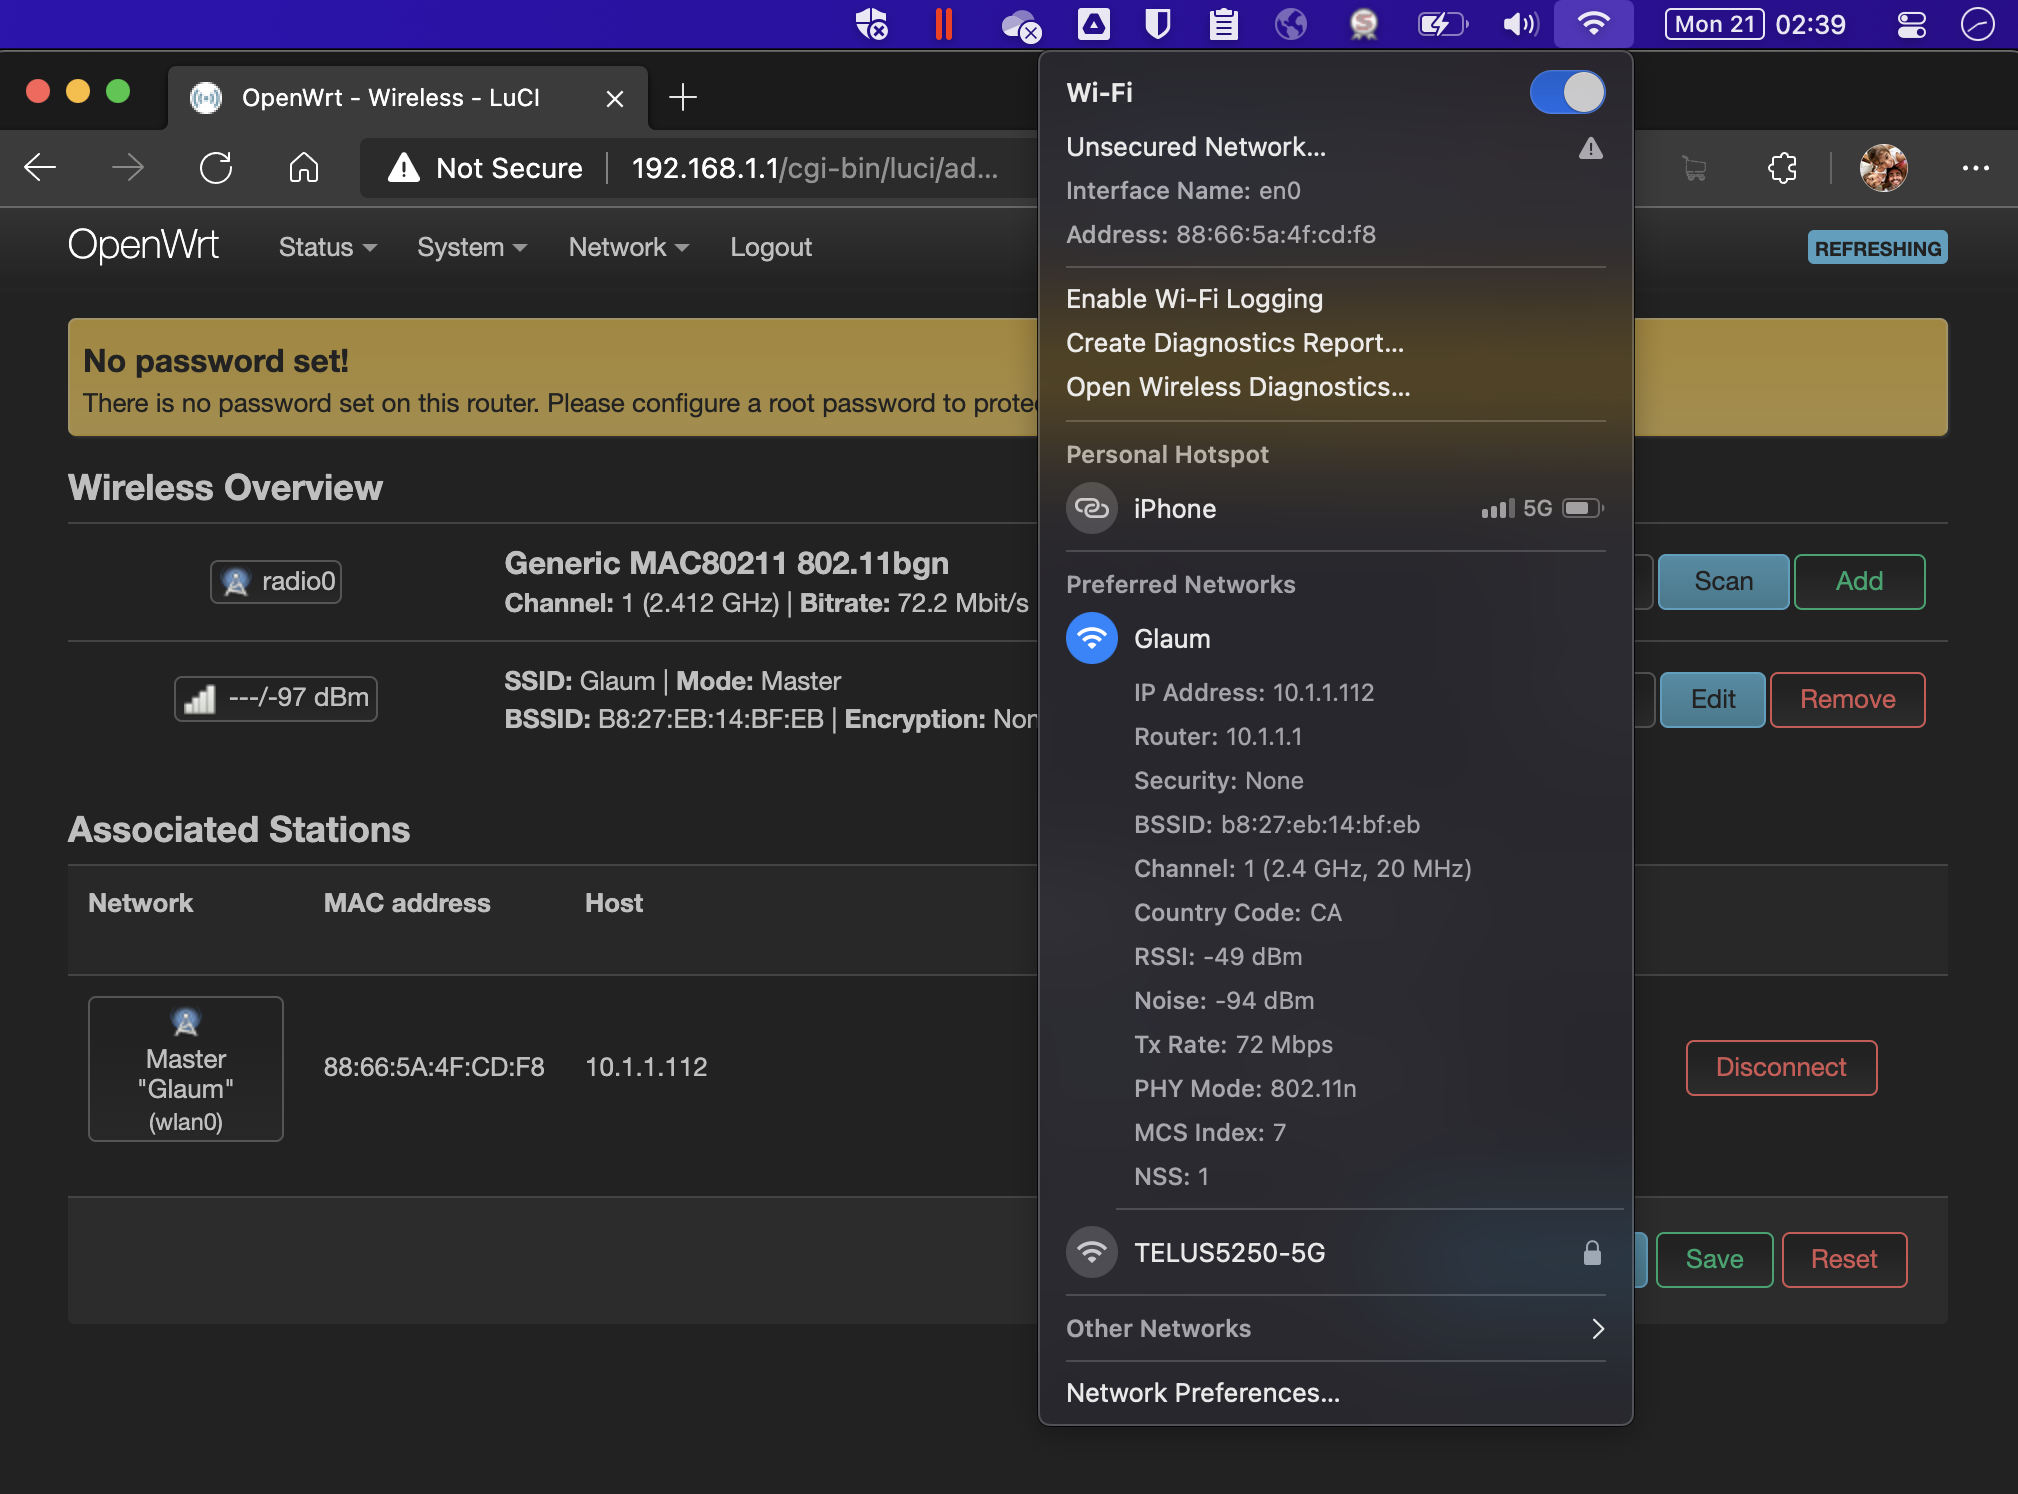 Mon 21 02:39
OpenWrt - Wireless - LuCI
Not Secure
192.168.1.1/cgi-bin/luci/ad...
OpenWrt
Status
System
Network
Logout
REFRESHING
No password set!
There is no password set on this router. Please configure a root password to prote
Wireless Overview
radio0
Generic MAC80211 802.11bgn
Channel: 1 (2.412 GHz) | Bitrate: 72.2 Mbit/s
Scan
Add
---/-97 dBm
SSID: Glaum | Mode: Master
BSSID: B8:27:EB:14:BF:EB | Encryption: Non
Edit
Remove
Associated Stations
Network
MAC address
Host
Master
"Glaum"
(wlan0)
88:66:5A:4F:CD:F8
10.1.1.112
Disconnect
Save
Reset
Wi-Fi
Unsecured Network...
Interface Name: en0
Address: 88:66:5a:4f:cd:f8
Enable Wi-Fi Logging
Create Diagnostics Report...
Open Wireless Diagnostics...
Personal Hotspot
iPhone
5G
Preferred Networks
Glaum
IP Address: 10.1.1.112
Router: 10.1.1.1
Security: None
BSSID: b8:27:eb:14:bf:eb
Channel: 1 (2.4 GHz, 20 MHz)
Country Code: CA
RSSI: -49 dBm
Noise: -94 dBm
Tx Rate: 72 Mbps
PHY Mode: 802.11n
MCS Index: 7
NSS: 1
TELUS5250-5G
Other Networks
Network Preferences...